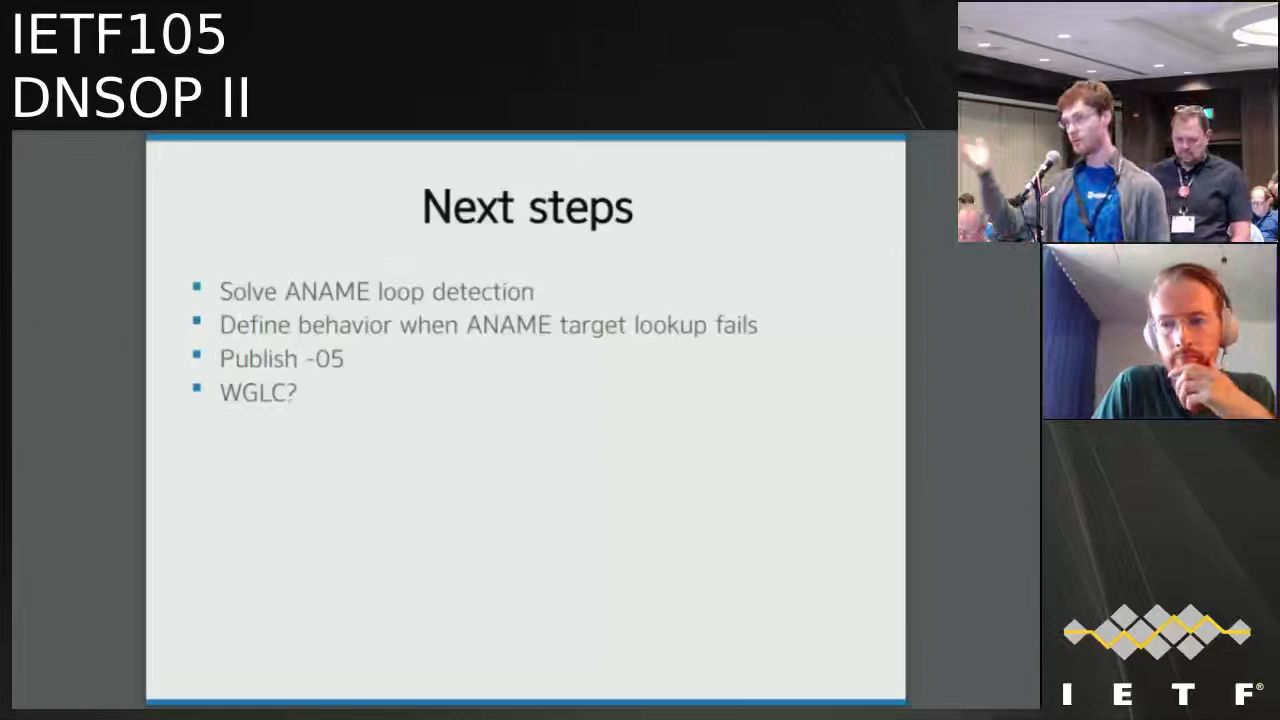 IETF105
DNSOP II
Next steps
Solve ANAME loop detection
Define behavior when ANAME target lookup fails
Publish -05
WGLC?
I E T F®